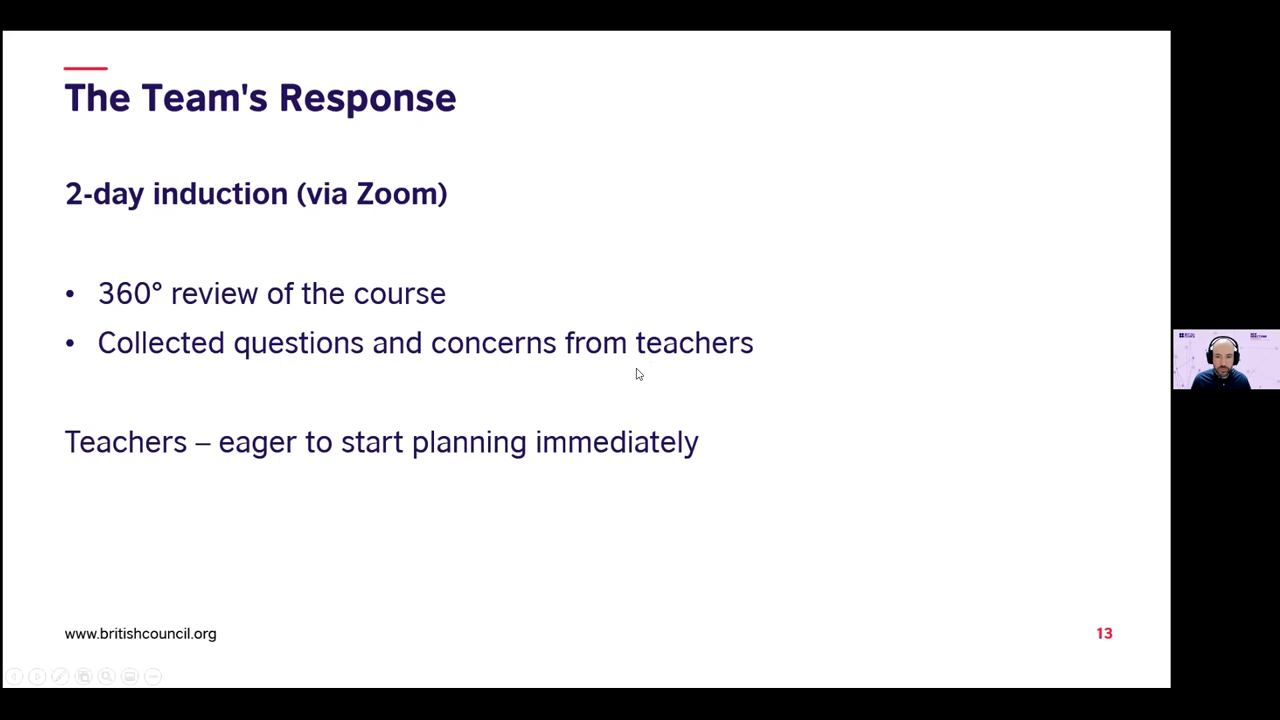 The Team's Response
2-day induction (via Zoom)
• 360° review of the course
• Collected questions and concerns from teachers
Teachers – eager to start planning immediately
www.britishcouncil.org
13